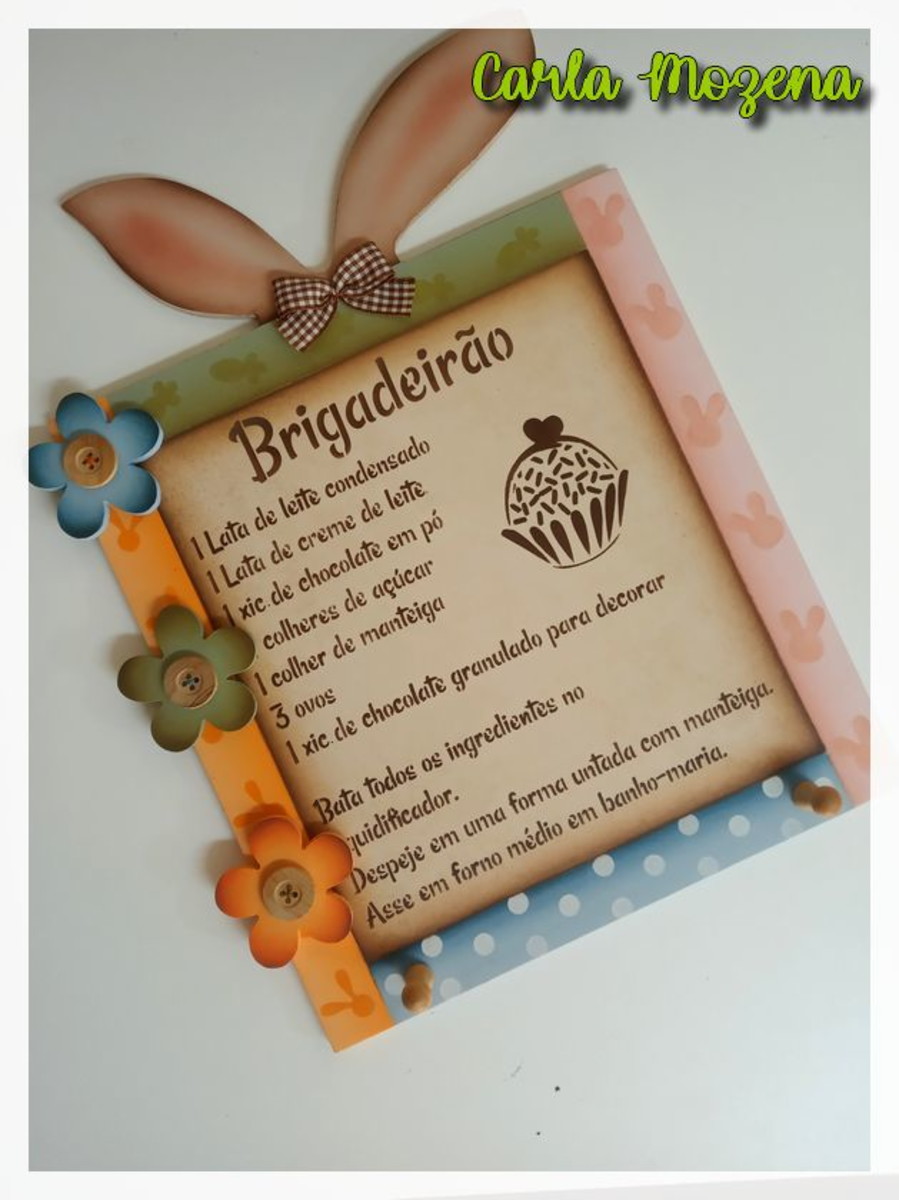 Carla Mozena
Brigadeirão
1 Lata de leite condensado
1 Lata de creme de leite
1 xic. de chocolate em pó
colheres de açúcar
1 colher de manteiga
3 ovos
1 xic. de chocolate granulado para decorar
Bata todos os ingredientes no
quidificador.
Despeje em uma forma untada com manteiga.
Asse em forno médio em banho-maria.